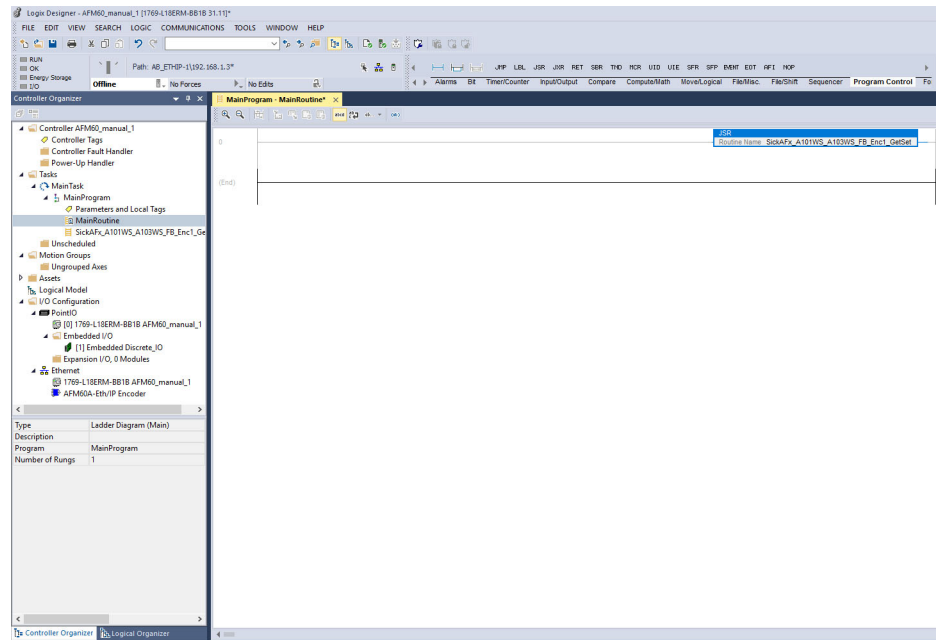 Logix Designer - AFM60_manual_1 [1769-L18ERM-BB1B 31.11]*
FILE EDIT VIEW SEARCH LOGIC COMMUNICATIONS TOOLS WINDOW HELP
RUN
OK
Energy Storage
I/O
Path: AB_ETHIP-1\192.168.1.3*
Offline
No Forces
No Edits
JMP LBL JSR JXR RET SBR TND MCR UID UIE SFR SFP EVENT EOT AFI NOP
Alarms Bit Timer/Counter Input/Output Compare Compute/Math Move/Logical File/Misc. File/Shift Sequencer Program Control Fo
Controller Organizer
MainProgram - MainRoutine*
Controller AFM60_manual_1
Controller Tags
Controller Fault Handler
Power-Up Handler
Tasks
MainTask
MainProgram
Parameters and Local Tags
MainRoutine
SickAFx_A101WS_A103WS_FB_Enc1_Ge
Unscheduled
Motion Groups
Ungrouped Axes
Assets
Logical Model
I/O Configuration
PointIO
[0] 1769-L18ERM-BB1B AFM60_manual_1
Embedded I/O
[1] Embedded Discrete_IO
Expansion I/O, 0 Modules
Ethernet
1769-L18ERM-BB1B AFM60_manual_1
AFM60A-Eth/IP Encoder
Type Ladder Diagram (Main)
Description
Program MainProgram
Number of Rungs 1
Controller Organizer
Logical Organizer
0
JSR
Routine Name SickAFx_A101WS_A103WS_FB_Enc1_GetSet
(End)